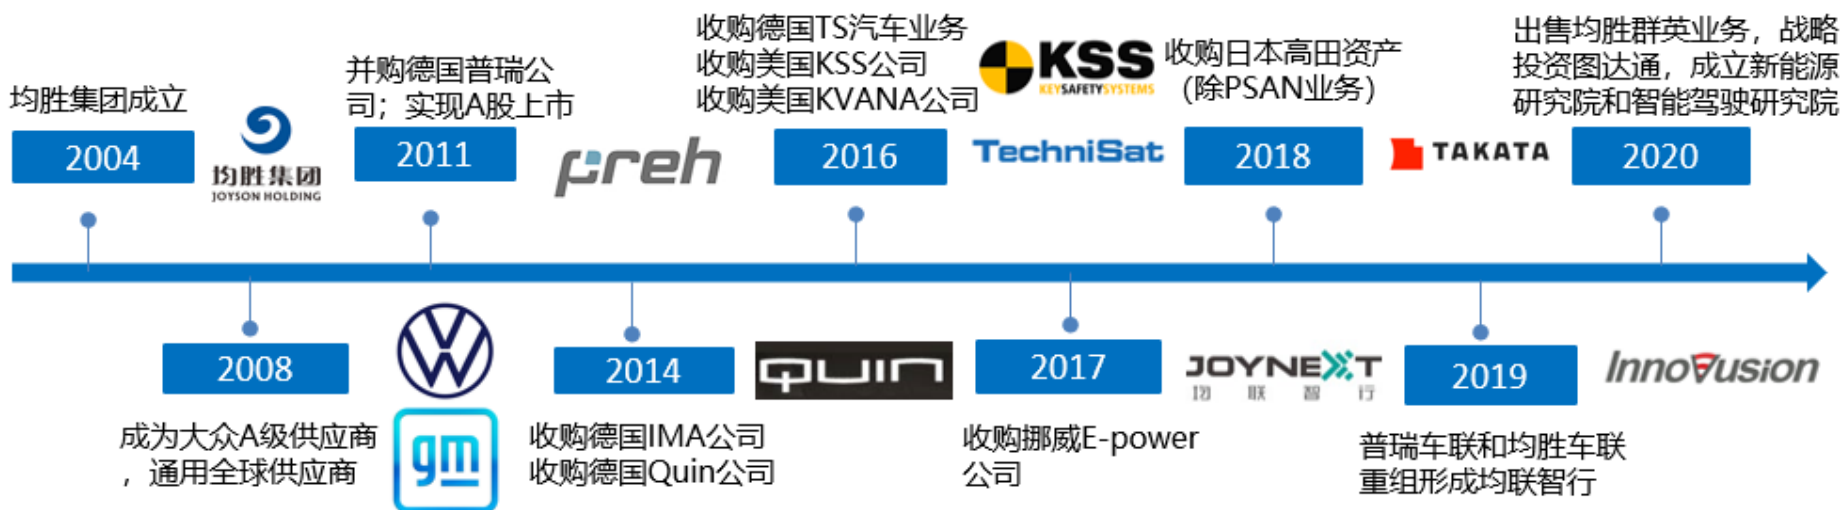 均胜集团成立
2004
均胜集团
JOYSON HOLDING
并购德国普瑞公
司；实现A股上市
2011
preh
收购德国TS汽车业务
收购美国KSS公司
收购美国KVANA公司
2016
KSS
KEYSAFETYSYSTEMS
TechniSat
收购日本高田资产
（除PSAN业务）
2018
TAKATA
出售均胜群英业务，战略
投资图达通，成立新能源
研究院和智能驾驶研究院
2020
2008
成为大众A级供应商
，通用全球供应商
gm
2014
收购德国IMA公司
收购德国Quin公司
QUIN
2017
收购挪威E-power
公司
JOYNEXT
均联智行
2019
普瑞车联和均胜车联
重组形成均联智行
Innovusion